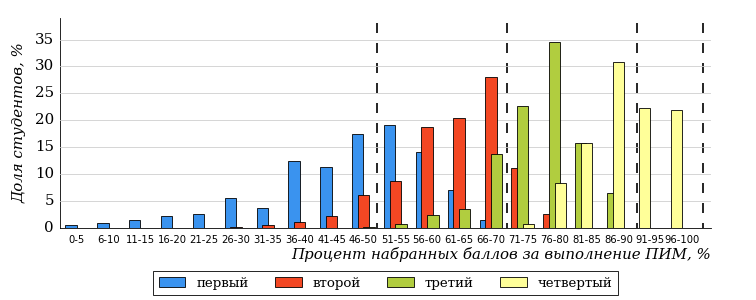 Доля студентов, %
35
30
25
20
15
10
5
0
0-5 6-10 11-15 16-20 21-25 26-30 31-35 36-40 41-45 46-50 51-55 56-60 61-65 66-70 71-75 76-80 81-85 86-90 91-95 96-100
Процент набранных баллов за выполнение ПИМ, %
первый второй третий четвертый